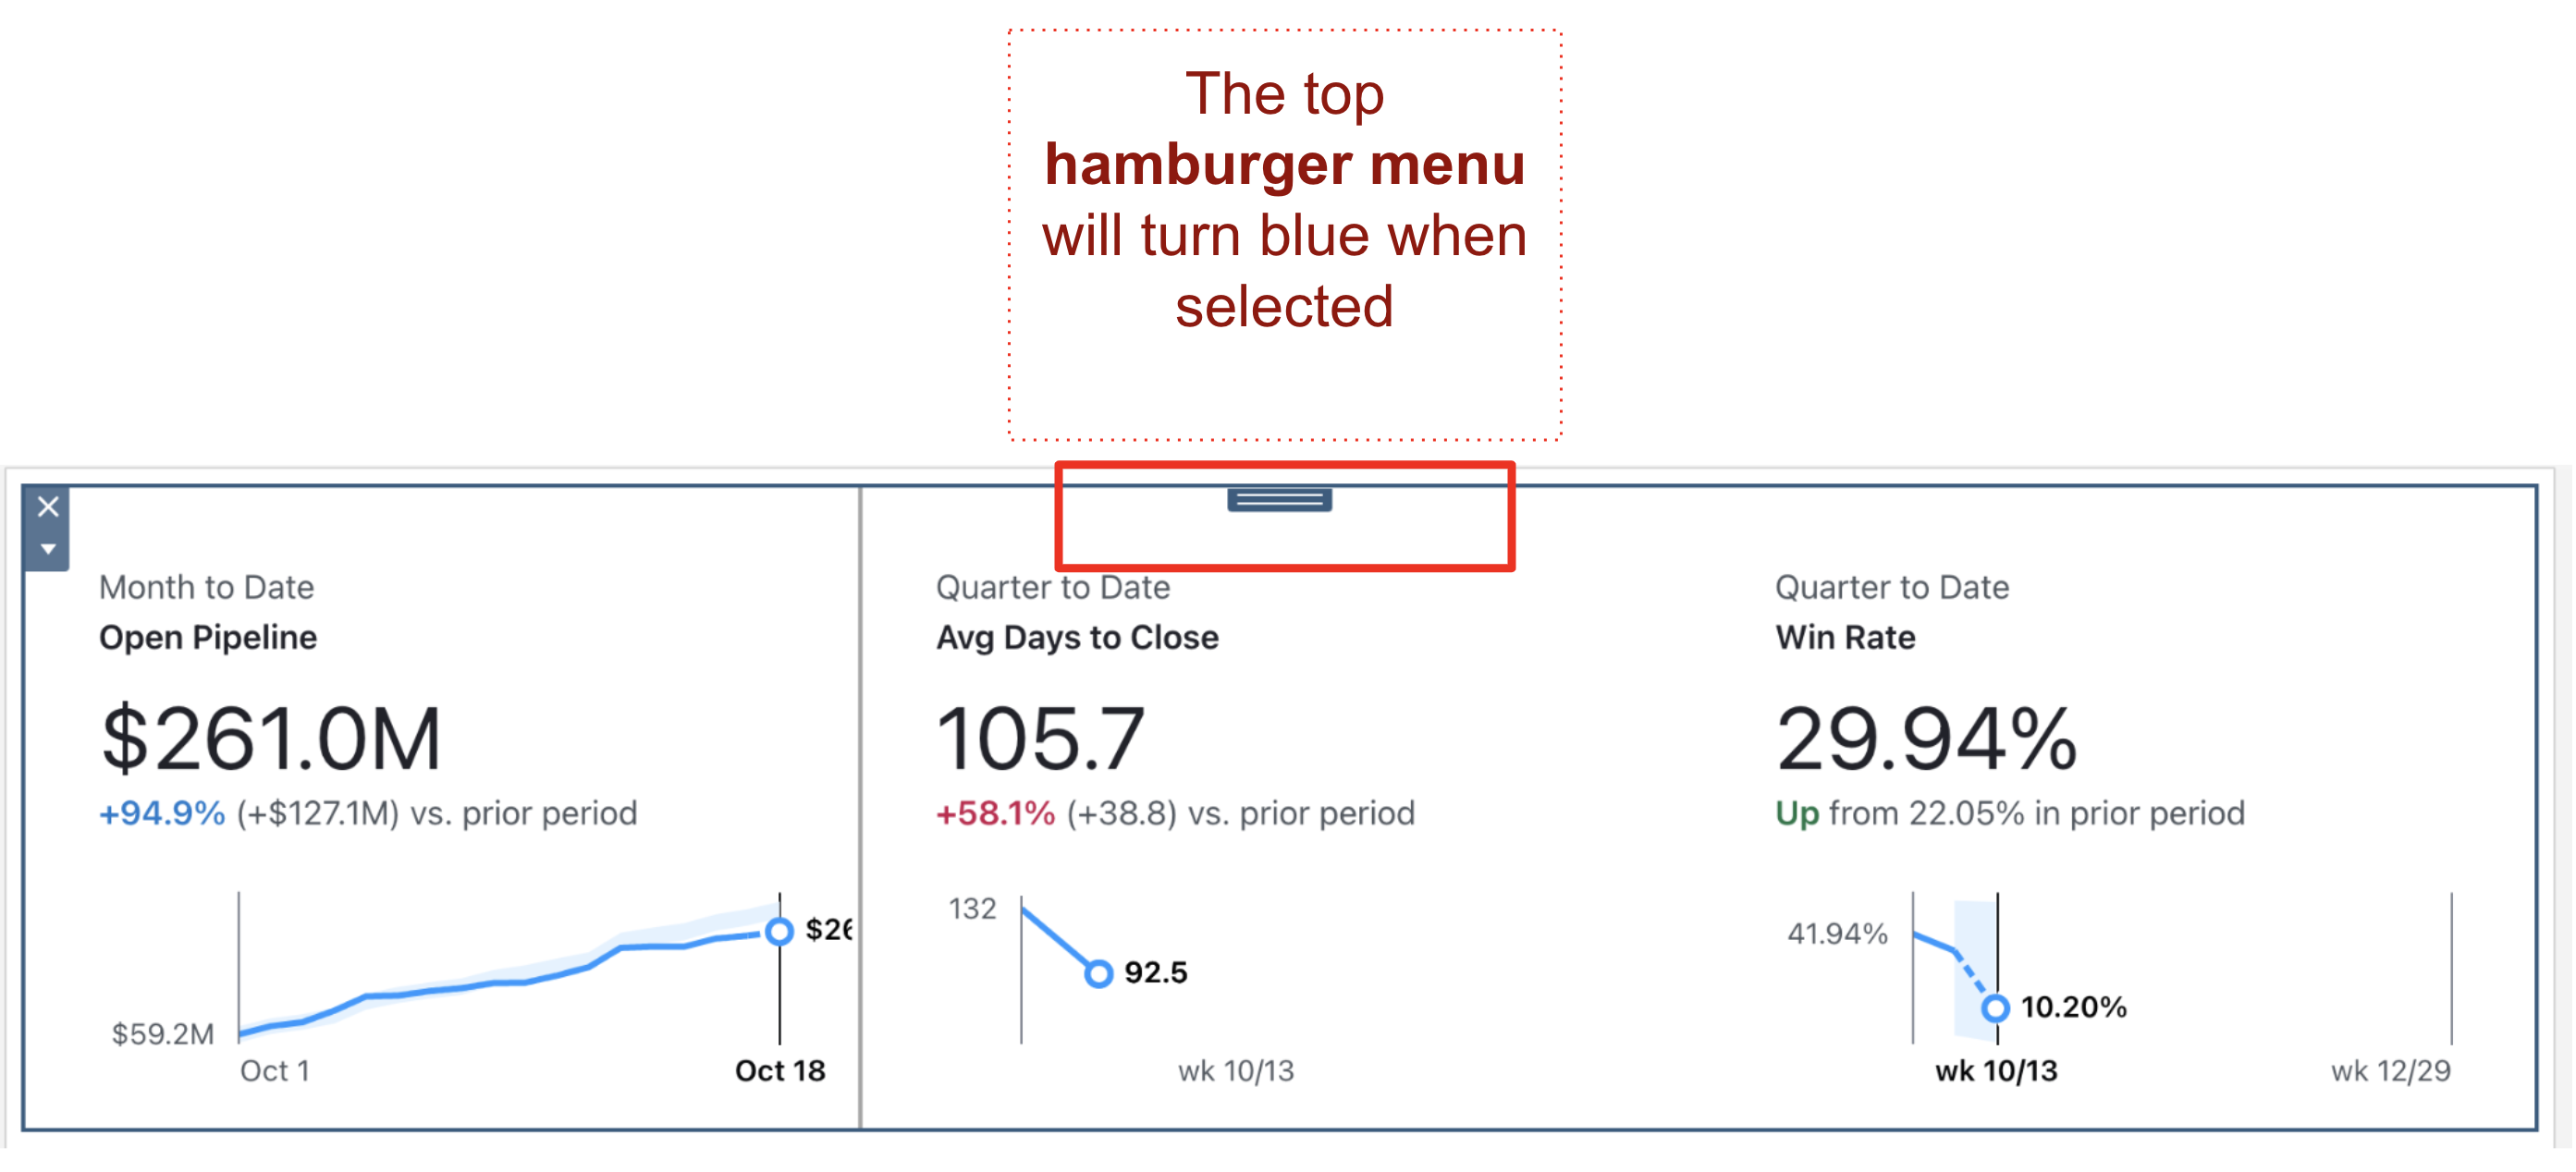 The top
hamburger menu
will turn blue when
selected
Month to Date
Open Pipeline
$261.0M
+94.9% (+$127.1M) vs. prior period
$26
$59.2M
Oct 1
Oct 18
Quarter to Date
Avg Days to Close
105.7
+58.1% (+38.8) vs. prior period
132
92.5
wk 10/13
Quarter to Date
Win Rate
29.94%
Up from 22.05% in prior period
41.94%
10.20%
wk 10/13
wk 12/29